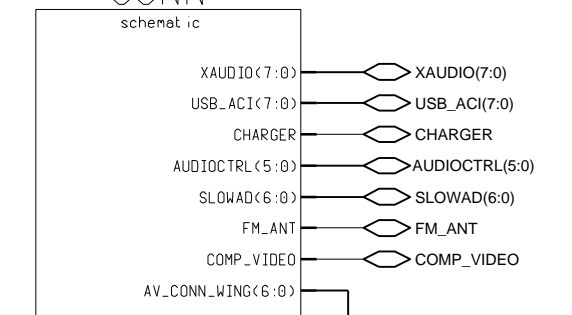 CONN
schematic
XAUDIO(7:0) XAUDIO(7:0)
USB_ACI(7:0) USB_ACI(7:0)
CHARGER CHARGER
AUDIOCTRL(5:0) AUDIOCTRL(5:0)
SLOWAD(6:0) SLOWAD(6:0)
FM_ANT FM_ANT
COMP_VIDEO COMP_VIDEO
AV_CONN_WING(6:0)